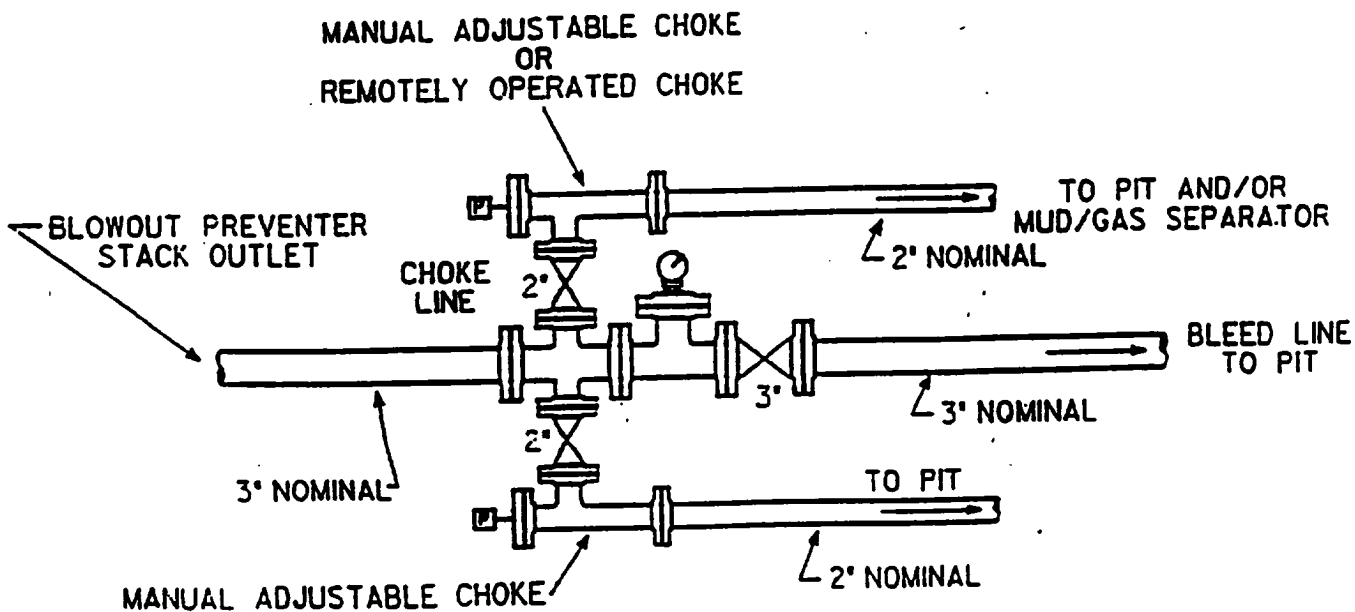 MANUAL ADJUSTABLE CHOKE
OR
REMOTELY OPERATED CHOKE
TO PIT AND/OR
MUD/GAS SEPARATOR
2" NOMINAL
BLOWOUT PREVENTER
STACK OUTLET
CHOKE
LINE
2"
BLEED LINE
TO PIT
3"
3" NOMINAL
2"
3" NOMINAL
TO PIT
2" NOMINAL
MANUAL ADJUSTABLE CHOKE